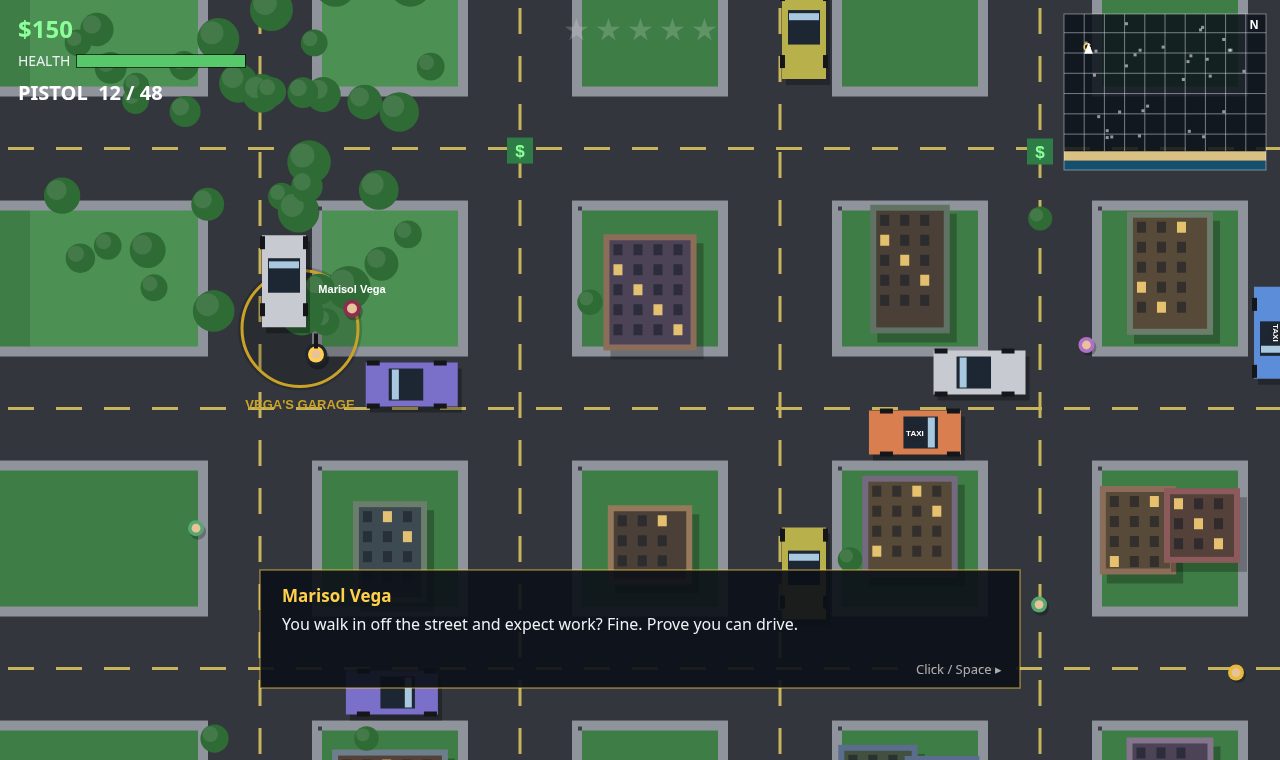 $150
HEALTH
PISTOL 12 / 48
N
$
$
Marisol Vega
TAXI
VEGA'S GARAGE
TAXI
Marisol Vega
You walk in off the street and expect work? Fine. Prove you can drive.
Click / Space ▸